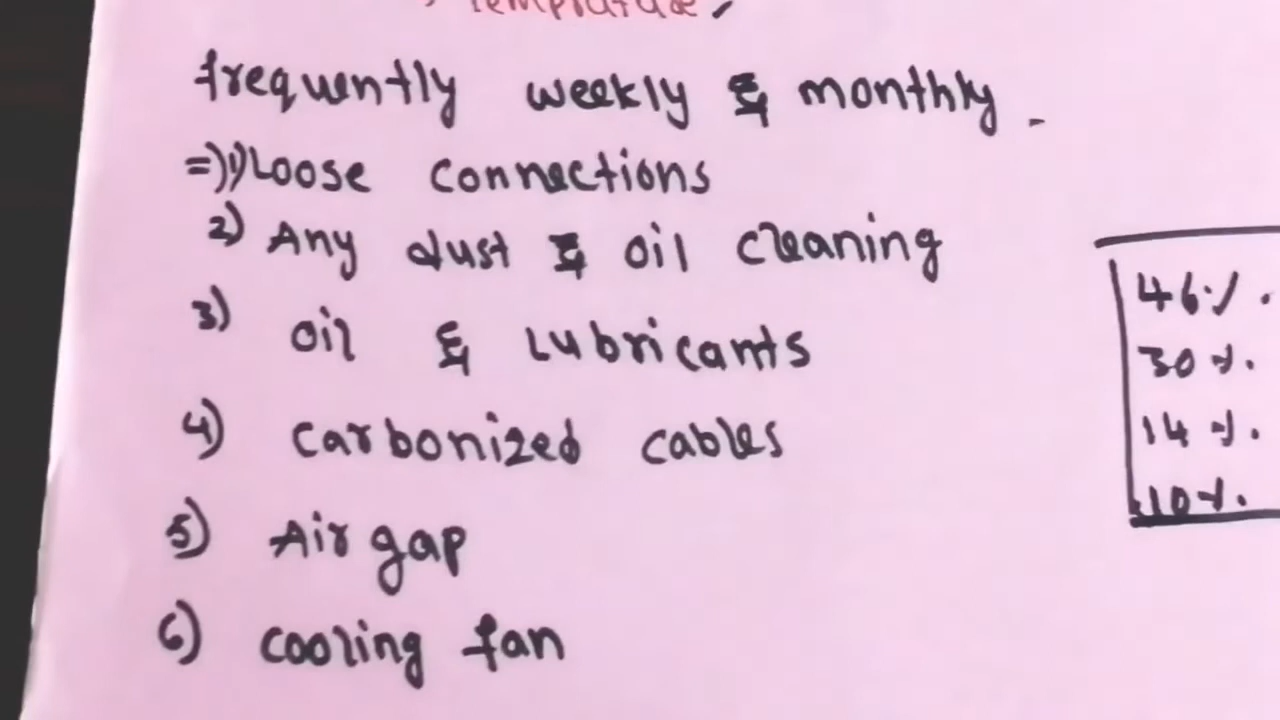 Temprature
frequently weekly & monthly.
=) 1) Loose connections
2) Any dust & oil cleaning
3) oil & Lubricants
4) carbonized cables
5) Air gap
6) cooling fan
46%.
30%.
14%.
10%.